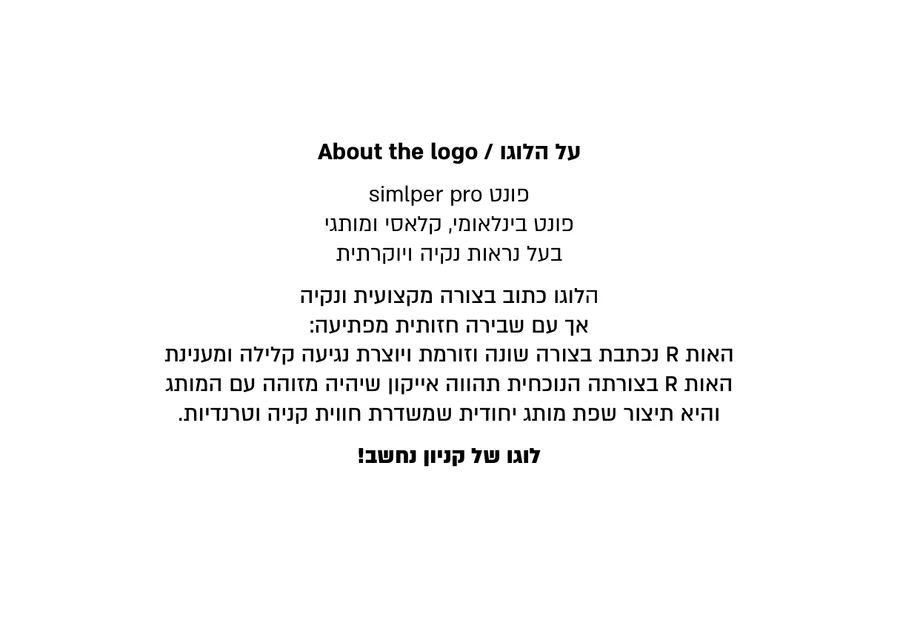 על הלוגו / About the logo
פונט simlper pro
פונט בינלאומי, קלאסי ומותגי
בעל נראות נקיה ויוקרתית
הלוגו כתוב בצורה מקצועית ונקיה
אך עם שבירה חזותית מפתיעה:
האות R נכתבת בצורה שונה וזורמת ויוצרת נגיעה קלילה ומענינת
האות R בצורתה הנוכחית תהווה אייקון שיהיה מזוהה עם המותג
והיא תיצור שפת מותג יחודית שמשדרת חווית קניה וטרנדיות.
לוגו של קניון נחשב!